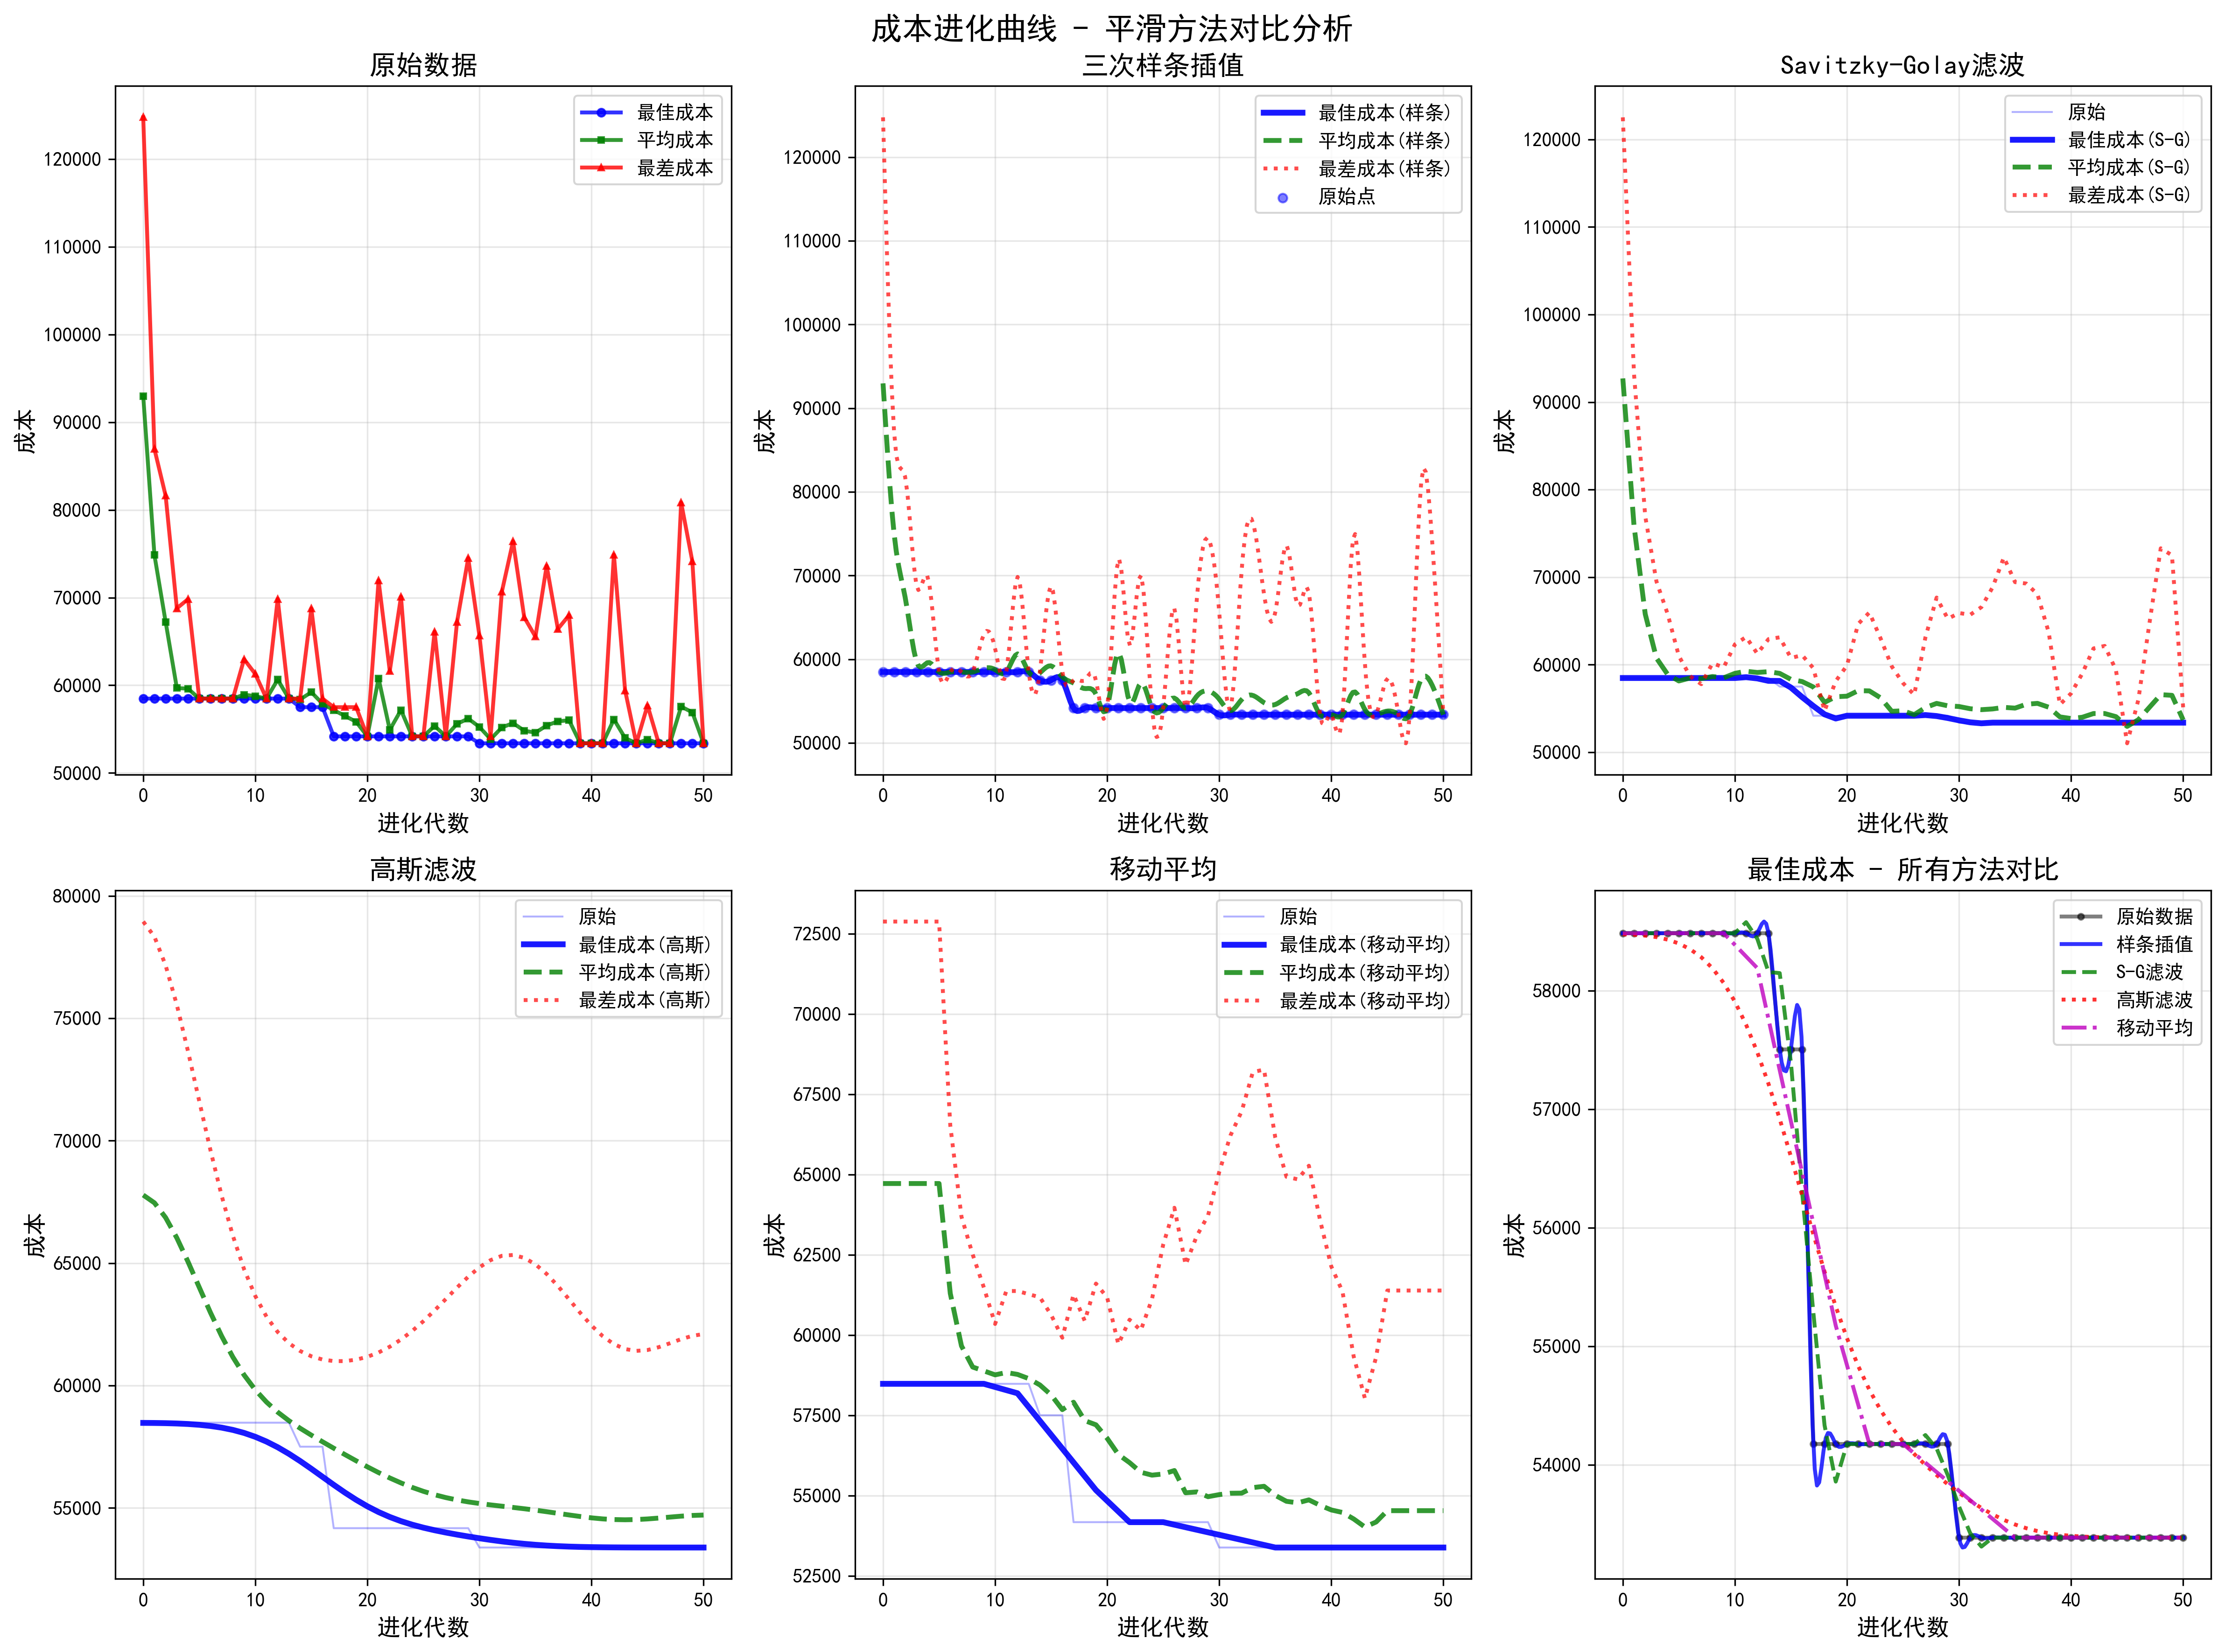 成本进化曲线 - 平滑方法对比分析
原始数据
最佳成本
平均成本
最差成本
成本
120000
110000
100000
90000
80000
70000
60000
50000
0 10 20 30 40 50
进化代数
三次样条插值
最佳成本(样条)
平均成本(样条)
最差成本(样条)
原始点
成本
120000
110000
100000
90000
80000
70000
60000
50000
0 10 20 30 40 50
进化代数
Savitzky-Golay滤波
原始
最佳成本(S-G)
平均成本(S-G)
最差成本(S-G)
成本
120000
110000
100000
90000
80000
70000
60000
50000
0 10 20 30 40 50
进化代数
高斯滤波
原始
最佳成本(高斯)
平均成本(高斯)
最差成本(高斯)
成本
80000
75000
70000
65000
60000
55000
0 10 20 30 40 50
进化代数
移动平均
原始
最佳成本(移动平均)
平均成本(移动平均)
最差成本(移动平均)
成本
72500
70000
67500
65000
62500
60000
57500
55000
52500
0 10 20 30 40 50
进化代数
最佳成本 - 所有方法对比
原始数据
样条插值
S-G滤波
高斯滤波
移动平均
成本
58000
57000
56000
55000
54000
0 10 20 30 40 50
进化代数